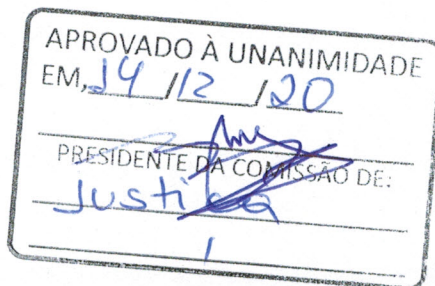 APROVADO À UNANIMIDADE
EM, 14 / 12 / 20
PRESIDENTE DA COMISSÃO DE:
Justiça